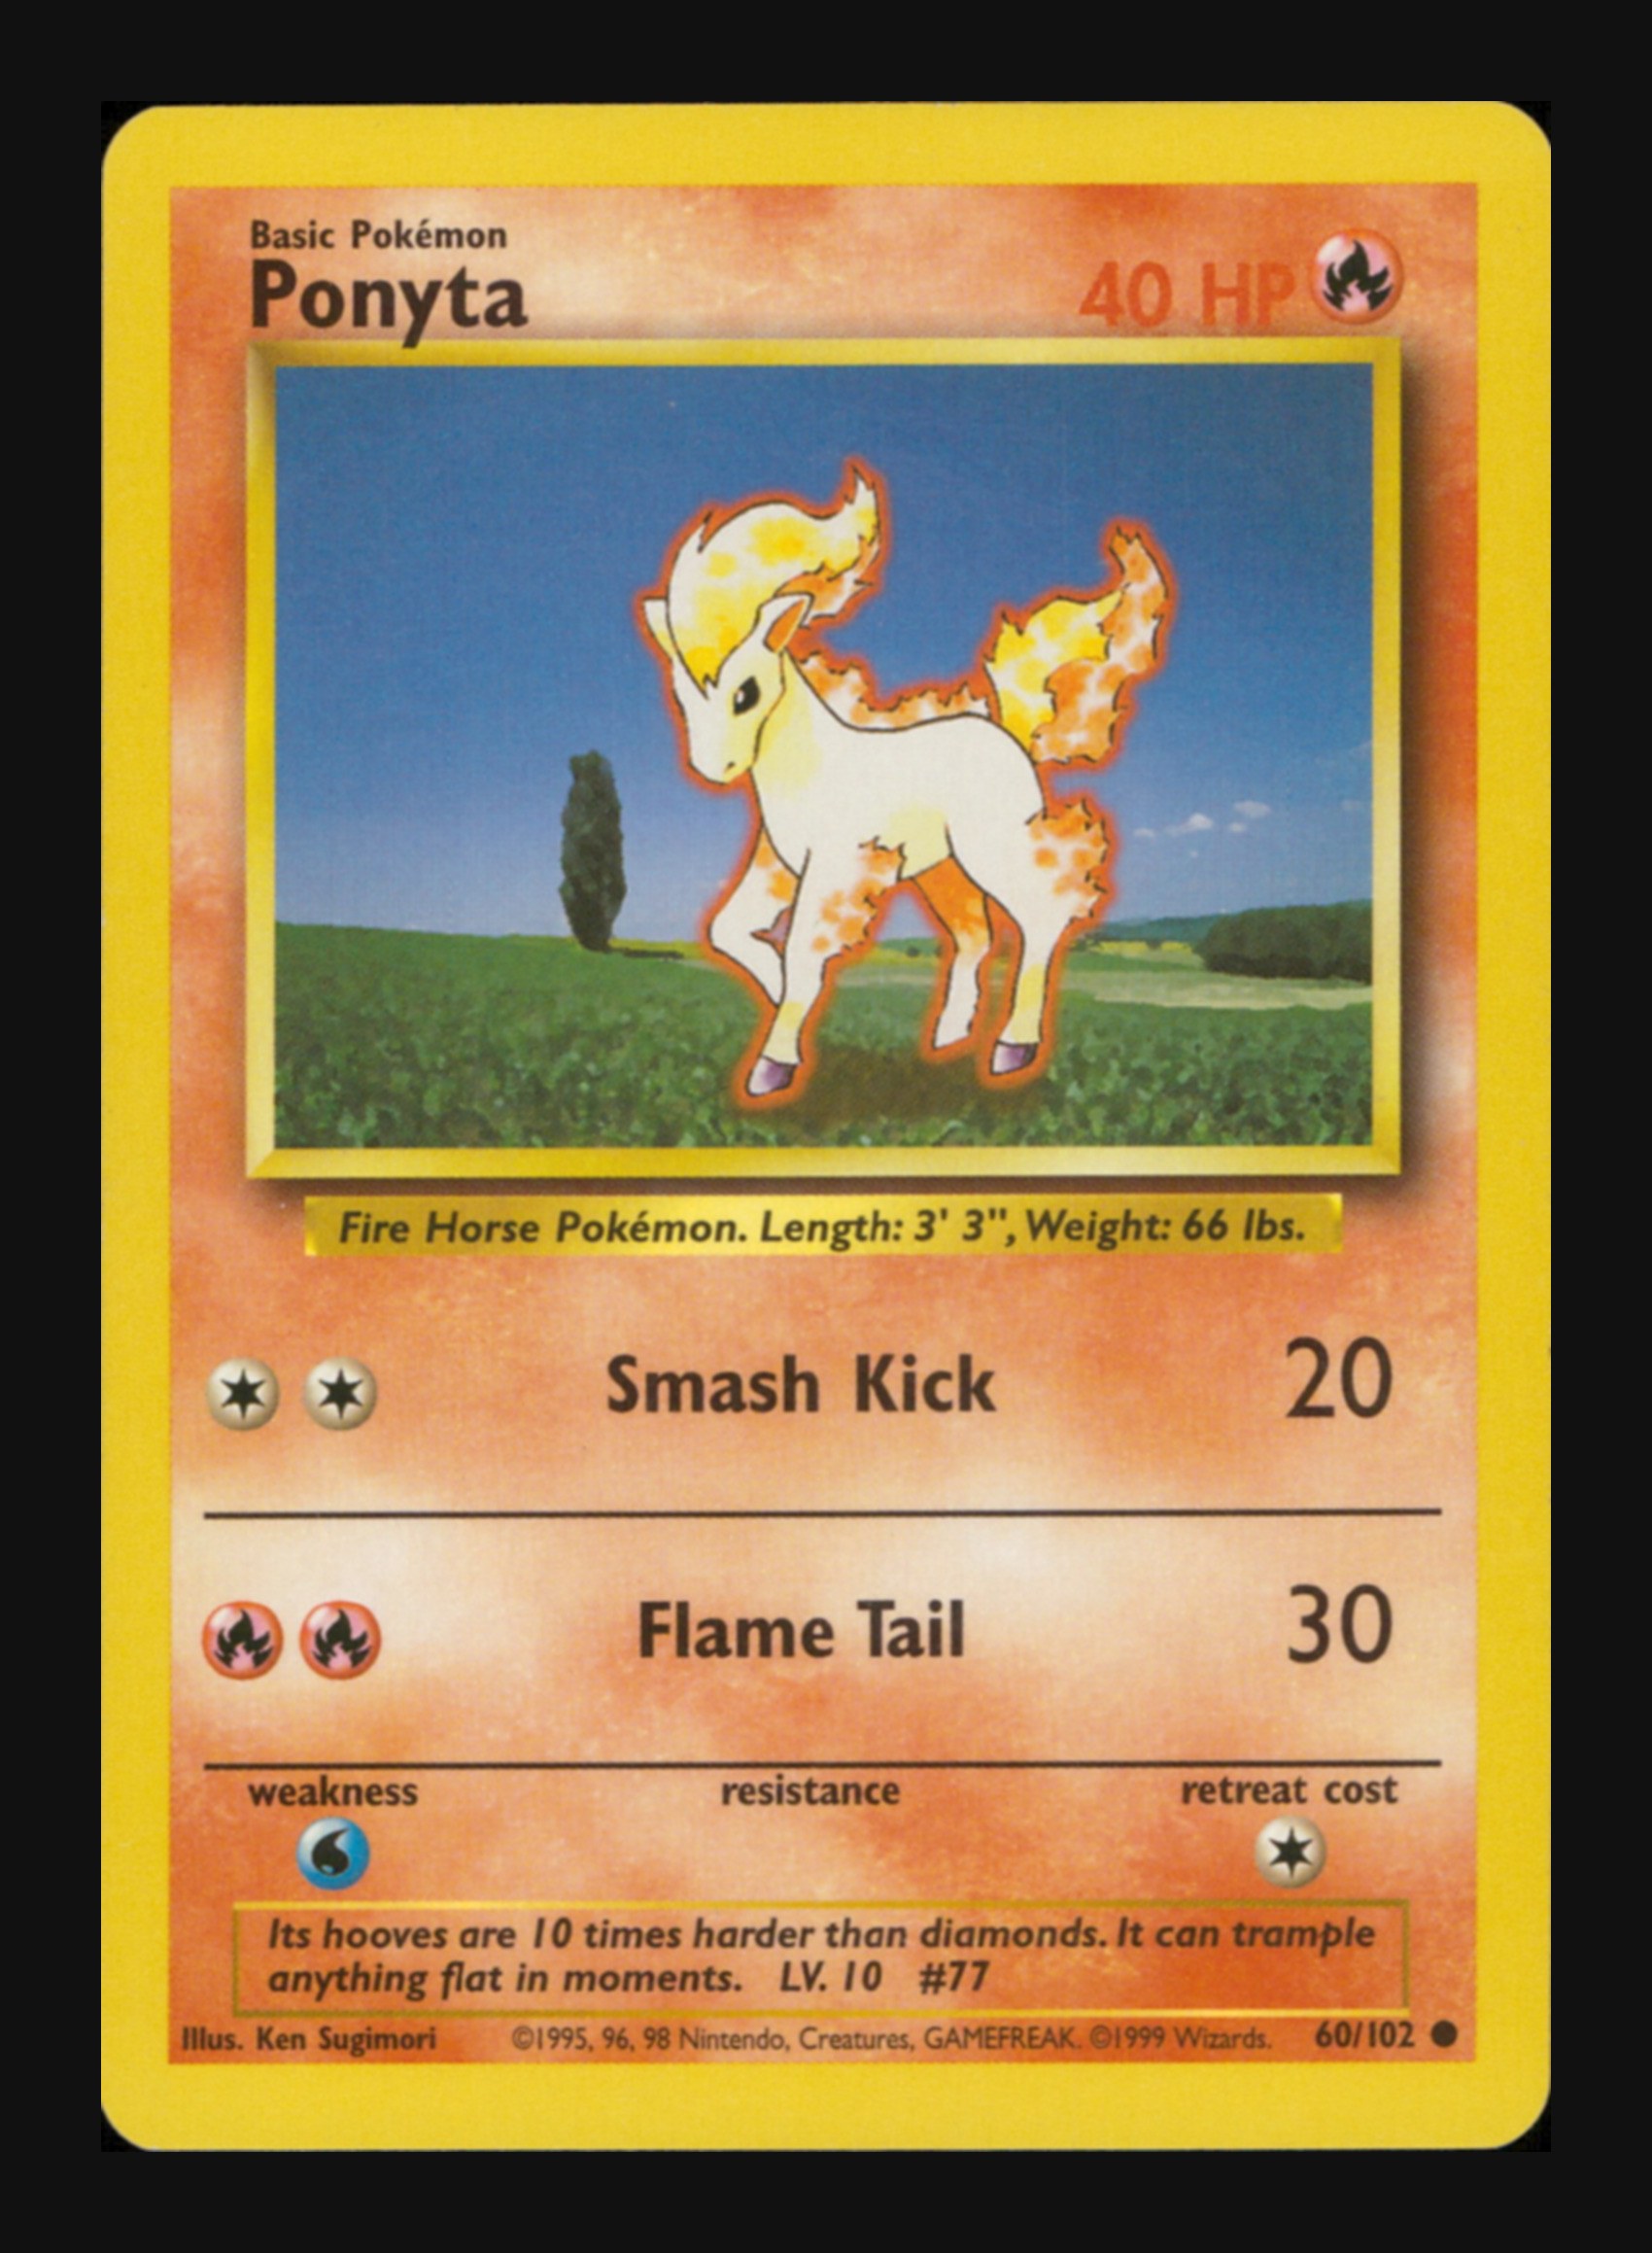 Basic Pokémon
Ponyta
40 HP
Fire Horse Pokémon. Length: 3' 3", Weight: 66 lbs.
Smash Kick 20
Flame Tail 30
weakness resistance retreat cost
Its hooves are 10 times harder than diamonds. It can trample
anything flat in moments. LV. 10 #77
Illus. Ken Sugimori ©1995, 96, 98 Nintendo, Creatures, GAMEFREAK. ©1999 Wizards. 60/102